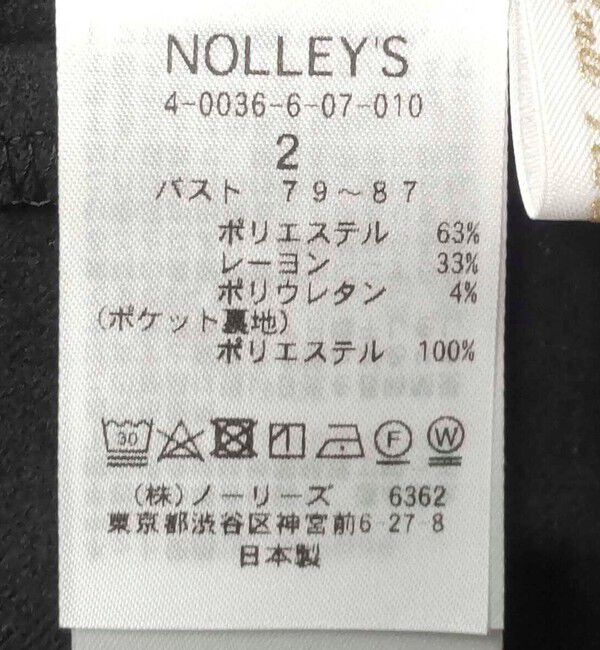 NOLLEY'S
4-0036-6-07-010
2
バスト 79～87
ポリエステル 63%
レーヨン 33%
ポリウレタン 4%
(ポケット裏地)
ポリエステル 100%
30 F W
(株)ノーリーズ 6362
東京都渋谷区神宮前6-27-8
日本製